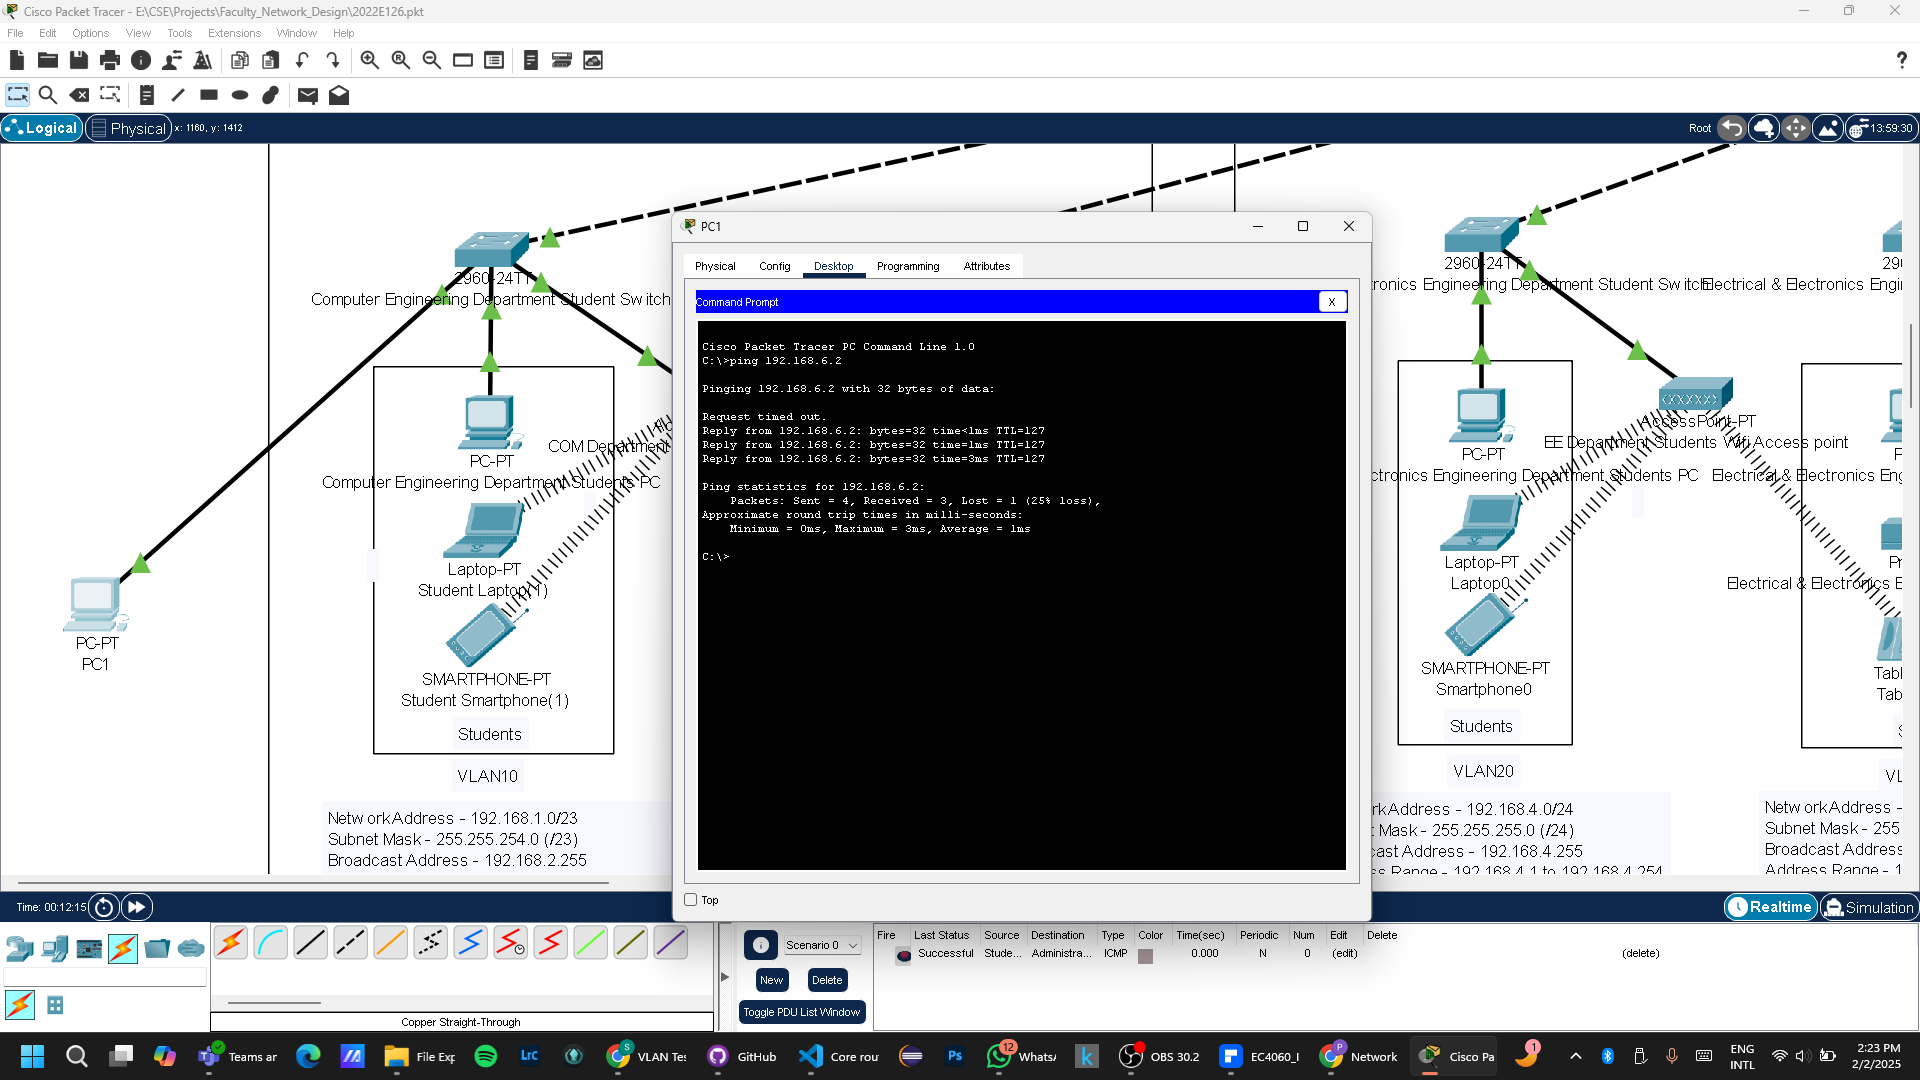 Cisco Packet Tracer - E:\CSE\Projects\Faculty_Network_Design\2022E126.pkt
File Edit Options View Tools Extensions Window Help
Logical Physical x: 1160, y: 1412 Root 13:59:30
2960-24TT
Computer Engineering Department Student Switch
PC-PT
Computer Engineering Department Students PC
COM Department
Laptop-PT
Student Laptop(1)
SMARTPHONE-PT
Student Smartphone(1)
Students
VLAN10
PC-PT
PC1
Network Address - 192.168.1.0/23
Subnet Mask - 255.255.254.0 (/23)
Broadcast Address - 192.168.2.255
PC1
Physical Config Desktop Programming Attributes
Command Prompt X
Cisco Packet Tracer PC Command Line 1.0
C:\>ping 192.168.6.2
Pinging 192.168.6.2 with 32 bytes of data:
Request timed out.
Reply from 192.168.6.2: bytes=32 time<1ms TTL=127
Reply from 192.168.6.2: bytes=32 time=1ms TTL=127
Reply from 192.168.6.2: bytes=32 time=3ms TTL=127
Ping statistics for 192.168.6.2:
Packets: Sent = 4, Received = 3, Lost = 1 (25% loss),
Approximate round trip times in milli-seconds:
Minimum = 0ms, Maximum = 3ms, Average = 1ms
C:\>
Top
2960-24TT
ctronics Engineering Department Student Switch
Electrical & Electronics Engi
PC-PT
ctronics Engineering Department Students PC
Electrical & Electronics Eng
AccessPoint-PT
EE Department Students Wifi Access point
Laptop-PT
Laptop0
Electrical & Electronics E
SMARTPHONE-PT
Smartphone0
Students
VLAN20
rk Address - 192.168.4.0/24
t Mask - 255.255.255.0 (/24)
cast Address - 192.168.4.255
ss Range - 192.168.4.1 to 192.168.4.254
Network Address -
Subnet Mask - 255
Broadcast Address
Address Range - 1
Time: 00:12:15 Realtime Simulation
Copper Straight-Through
Scenario 0
New Delete
Toggle PDU List Window
Fire Last Status Source Destination Type Color Time(sec) Periodic Num Edit Delete
Successful Stude... Administra... ICMP 0.000 N 0 (edit) (delete)
Teams ar File Exp Lrc VLAN Tes GitHub Core rou Ps 12 Whats k OBS 30.2 EC4060_I Network Cisco Pa 1
ENG
INTL
2:23 PM
2/2/2025